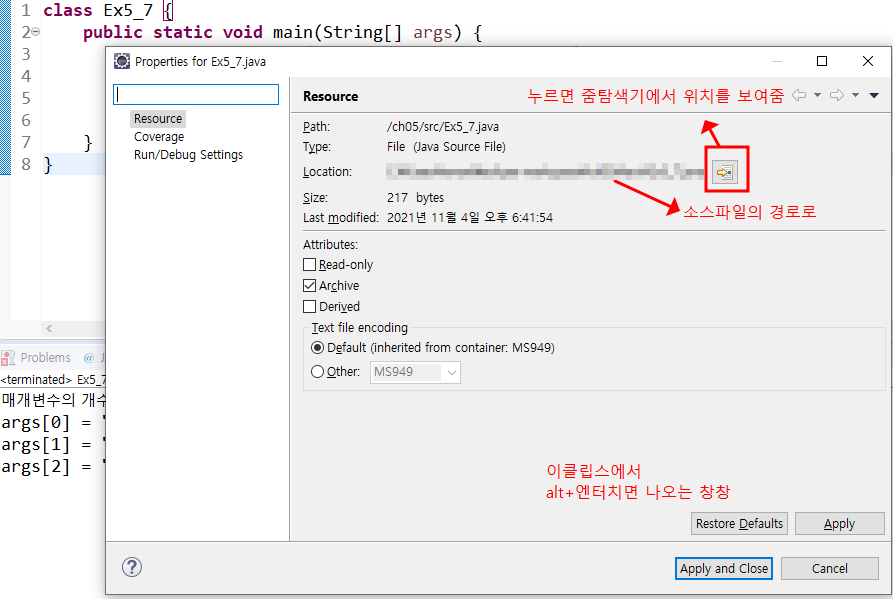 1 class Ex5_7 {
2 public static void main(String[] args) {
3
4
5
6
7 }
8 }
Properties for Ex5_7.java
Resource
Coverage
Run/Debug Settings
Resource
누르면 줌탐색기에서 위치를 보여줌
Path: /ch05/src/Ex5_7.java
Type: File (Java Source File)
Location:
Size: 217 bytes
소스파일의 경로로
Last modified: 2021년 11월 4일 오후 6:41:54
Attributes:
Read-only
Archive
Derived
Text file encoding
Default (inherited from container: MS949)
Other: MS949
이클립스에서
alt+엔터치면 나오는 창창
Restore Defaults Apply
Apply and Close Cancel
Problems @ J
<terminated> Ex5_7
매개변수의 개수
args[0] = "
args[1] = "
args[2] = "